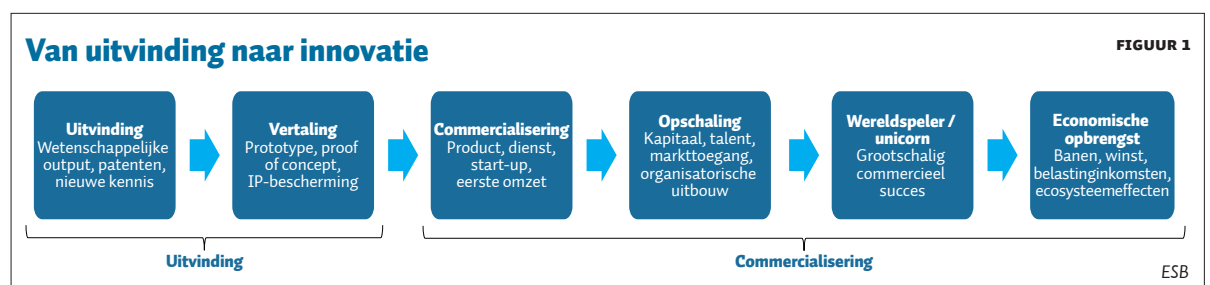 Van uitvinding naar innovatie
FIGUUR 1
Uitvinding
Wetenschappelijke
output, patenten,
nieuwe kennis
Vertaling
Prototype, proof
of concept,
IP-bescherming
Commercialisering
Product, dienst,
start-up,
eerste omzet
Opschaling
Kapitaal, talent,
markttoegang,
organisatorische
uitbouw
Wereldspeler /
unicorn
Grootschalig
commercieel
succes
Economische
opbrengst
Banen, winst,
belastinginkomsten,
ecosysteemeffecten
Uitvinding
Commercialisering
ESB